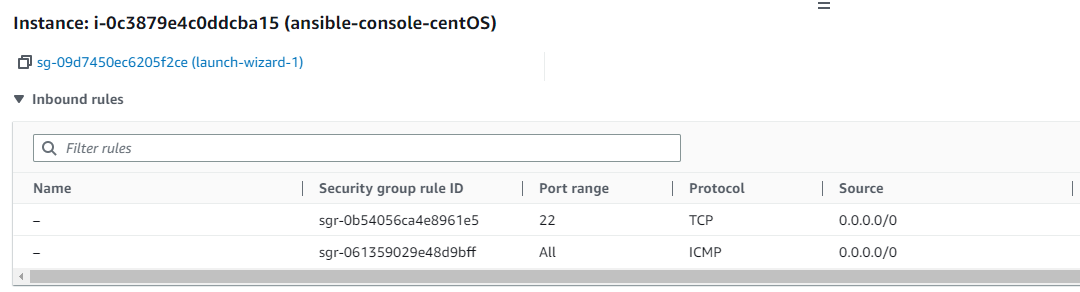 Instance: i-0c3879e4c0ddcba15 (ansible-console-centOS)
sg-09d7450ec6205f2ce (launch-wizard-1)
Inbound rules
Filter rules
Name Security group rule ID Port range Protocol Source
– sgr-0b54056ca4e8961e5 22 TCP 0.0.0.0/0
– sgr-061359029e48d9bff All ICMP 0.0.0.0/0